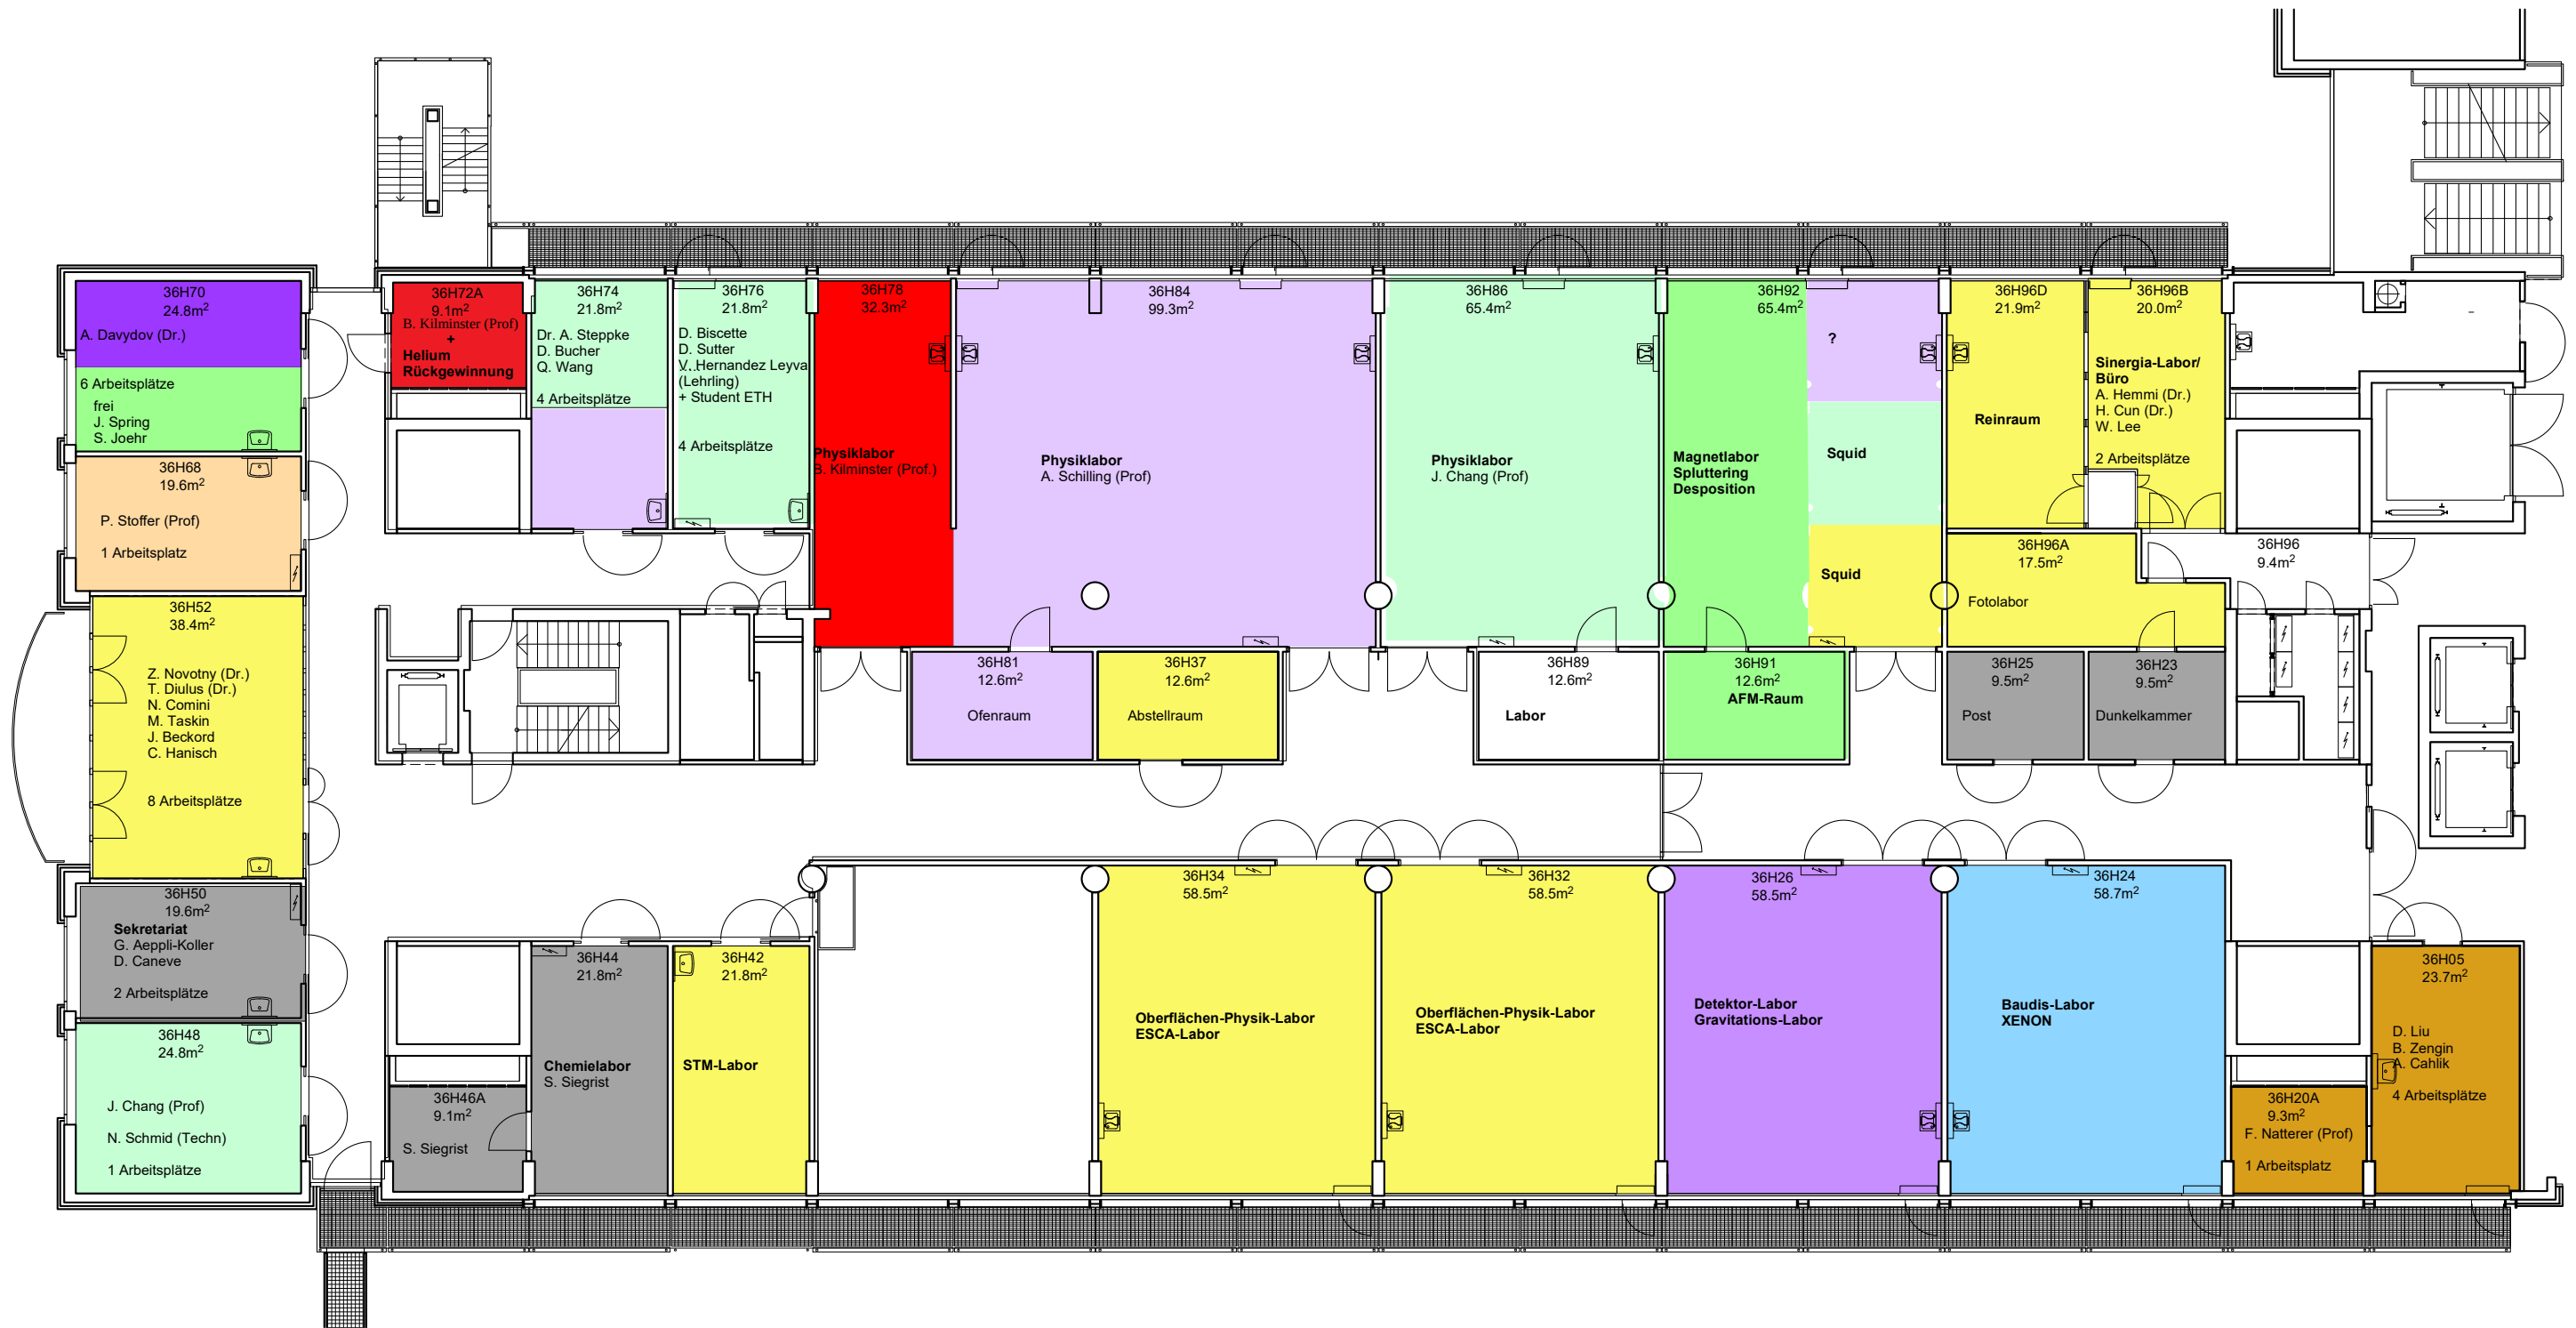 36H70
24.8m2
A. Davydov (Dr.)
6 Arbeitsplätze
frei
J. Spring
S. Joehr
36H68
19.6m2
P. Stoffer (Prof)
1 Arbeitsplatz
36H52
38.4m2
Z. Novotny (Dr.)
T. Diulus (Dr.)
N. Comini
M. Taskin
J. Beckord
C. Hanisch
8 Arbeitsplätze
36H50
19.6m2
Sekretariat
G. Aeppli-Koller
D. Caneve
2 Arbeitsplätze
36H48
24.8m2
J. Chang (Prof)
N. Schmid (Techn)
1 Arbeitsplätze
36H72A
9.1m2
B. Kilminster (Prof)
+
Helium
Rückgewinnung
36H74
21.8m2
Dr. A. Steppke
D. Bucher
Q. Wang
4 Arbeitsplätze
36H76
21.8m2
D. Biscette
D. Sutter
V..Hernandez Leyva
(Lehrling)
+ Student ETH
4 Arbeitsplätze
36H78
32.3m2
Physiklabor
B. Kilminster (Prof.)
36H84
99.3m2
Physiklabor
A. Schilling (Prof)
36H86
65.4m2
Physiklabor
J. Chang (Prof)
36H92
65.4m2
Magnetlabor
Spluttering
Desposition
?
Squid
Squid
36H96D
21.9m2
Reinraum
36H96B
20.0m2
Sinergia-Labor/
Büro
A. Hemmi (Dr.)
H. Cun (Dr.)
W. Lee
2 Arbeitsplätze
36H96A
17.5m2
Fotolabor
36H96
9.4m2
36H81
12.6m2
Ofenraum
36H37
12.6m2
Abstellraum
36H89
12.6m2
Labor
36H91
12.6m2
AFM-Raum
36H25
9.5m2
Post
36H23
9.5m2
Dunkelkammer
36H46A
9.1m2
S. Siegrist
36H44
21.8m2
Chemielabor
S. Siegrist
36H42
21.8m2
STM-Labor
36H34
58.5m2
Oberflächen-Physik-Labor
ESCA-Labor
36H32
58.5m2
Oberflächen-Physik-Labor
ESCA-Labor
36H26
58.5m2
Detektor-Labor
Gravitations-Labor
36H24
58.7m2
Baudis-Labor
XENON
36H20A
9.3m2
F. Natterer (Prof)
1 Arbeitsplatz
36H05
23.7m2
D. Liu
B. Zengin
A. Cahlik
4 Arbeitsplätze